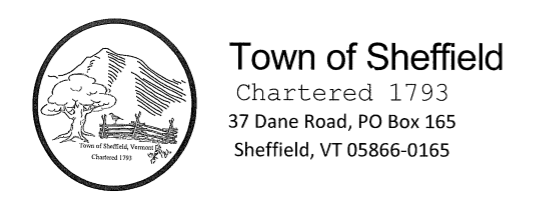 Town of Sheffield, Vermont
Chartered 1793
Town of Sheffield
Chartered 1793
37 Dane Road, PO Box 165
Sheffield, VT 05866-0165